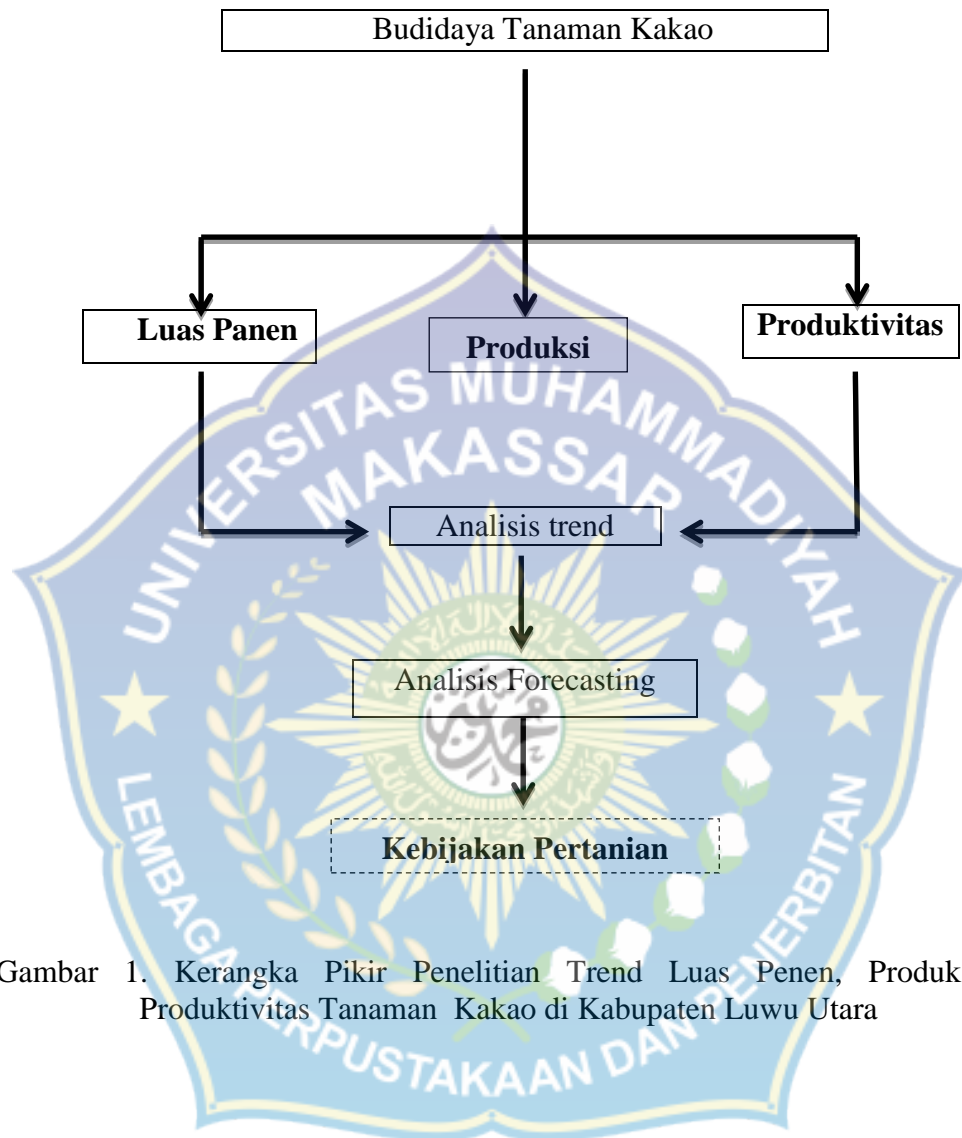 Budidaya Tanaman Kakao
Luas Panen
Produksi
Produktivitas
UNIVERSITAS MUHAMMADIYAH
MAKASSAR
Analisis trend
Analisis Forecasting
Kebijakan Pertanian
Gambar 1. Kerangka Pikir Penelitian Trend Luas Penen, Produk
Produktivitas Tanaman Kakao di Kabupaten Luwu Utara
LEMBAGA PERPUSTAKAAN DAN PENERBITAN